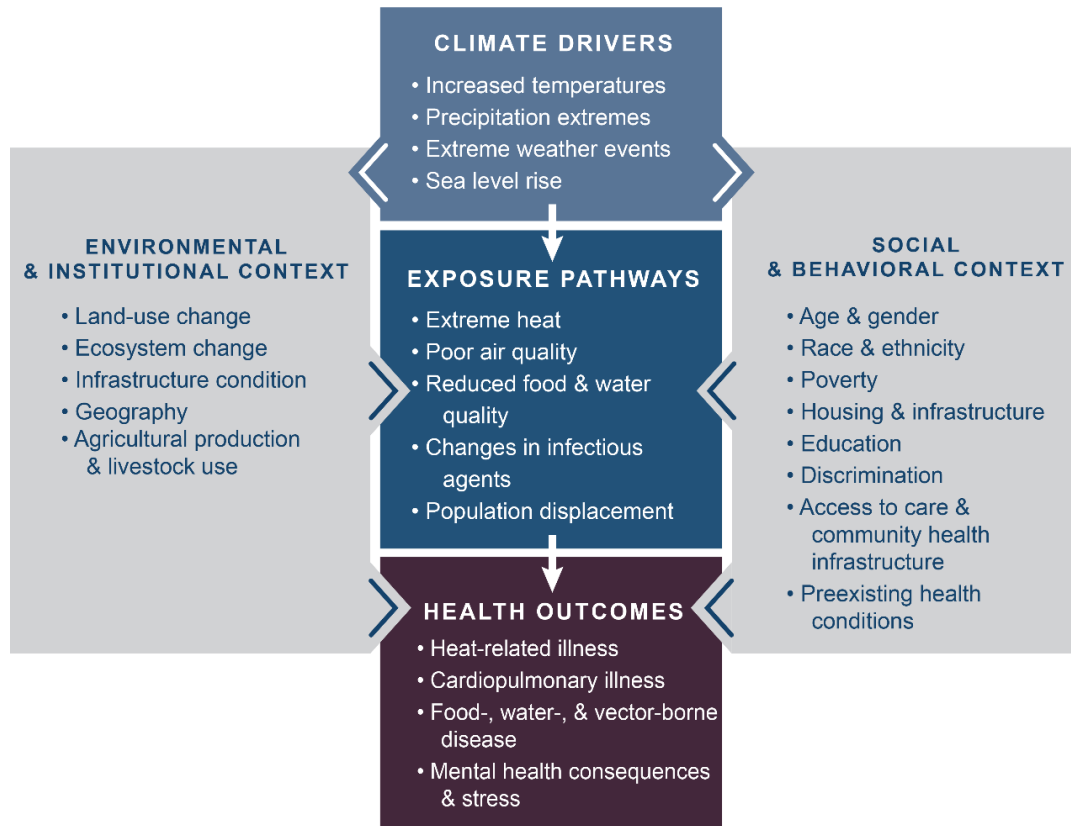 CLIMATE DRIVERS
• Increased temperatures
• Precipitation extremes
• Extreme weather events
• Sea level rise
ENVIRONMENTAL
& INSTITUTIONAL CONTEXT
• Land-use change
• Ecosystem change
• Infrastructure condition
• Geography
• Agricultural production
& livestock use
EXPOSURE PATHWAYS
• Extreme heat
• Poor air quality
• Reduced food & water
quality
• Changes in infectious
agents
• Population displacement
SOCIAL
& BEHAVIORAL CONTEXT
• Age & gender
• Race & ethnicity
• Poverty
• Housing & infrastructure
• Education
• Discrimination
• Access to care &
community health
infrastructure
• Preexisting health
conditions
HEALTH OUTCOMES
• Heat-related illness
• Cardiopulmonary illness
• Food-, water-, & vector-borne
disease
• Mental health consequences
& stress